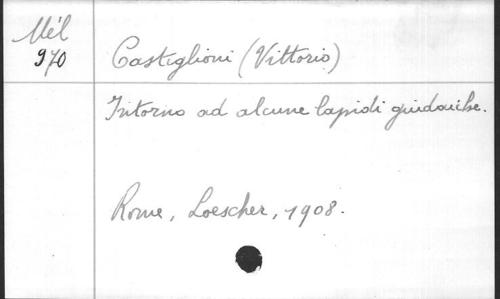 Mél
970
Castiglioni (Vittorio)
Intorno ad alcune lapidi giudaiche.
Rome, Loescher, 1908.